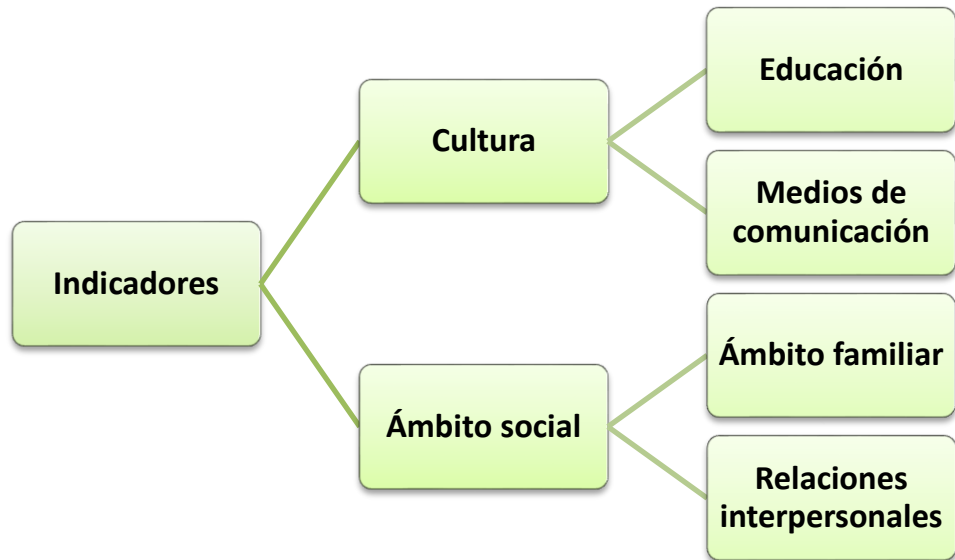 Indicadores
Cultura
Educación
Medios de
comunicación
Ámbito social
Ámbito familiar
Relaciones
interpersonales